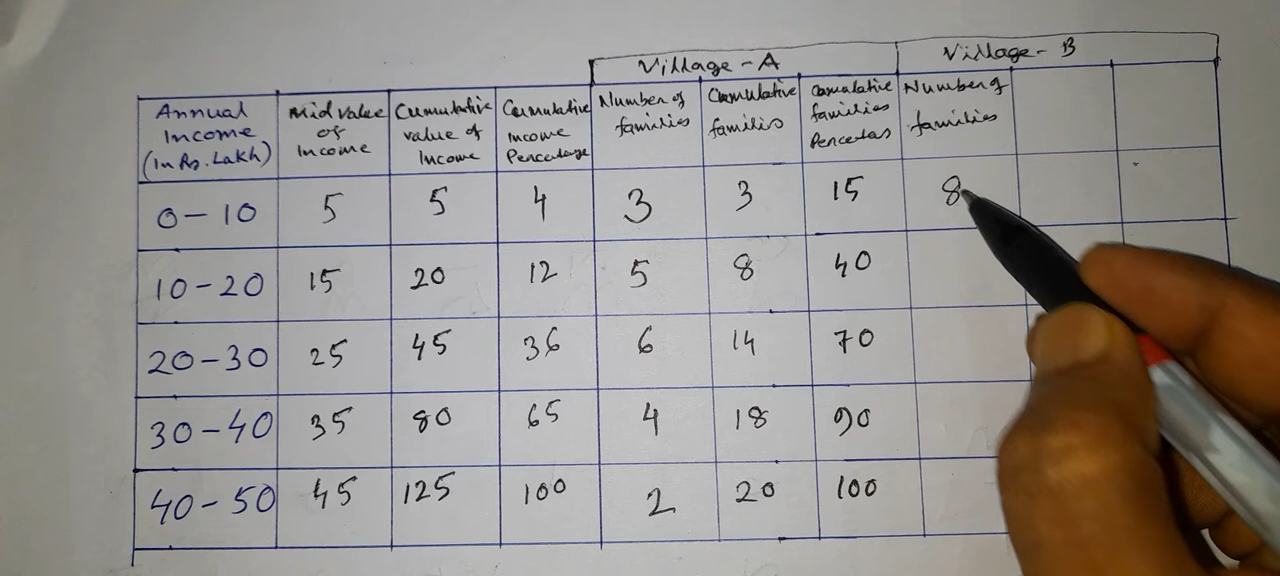 Village - A Village - B
Annual Income (In Rs. Lakh) Mid value of Income Cumulative value of Income Cumulative Income Percentage Number of families Cumulative familis Cumulative families Percentas Number of families
0-10 5 5 4 3 3 15 8
10-20 15 20 12 5 8 40
20-30 25 45 36 6 14 70
30-40 35 80 65 4 18 90
40-50 45 125 100 2 20 100